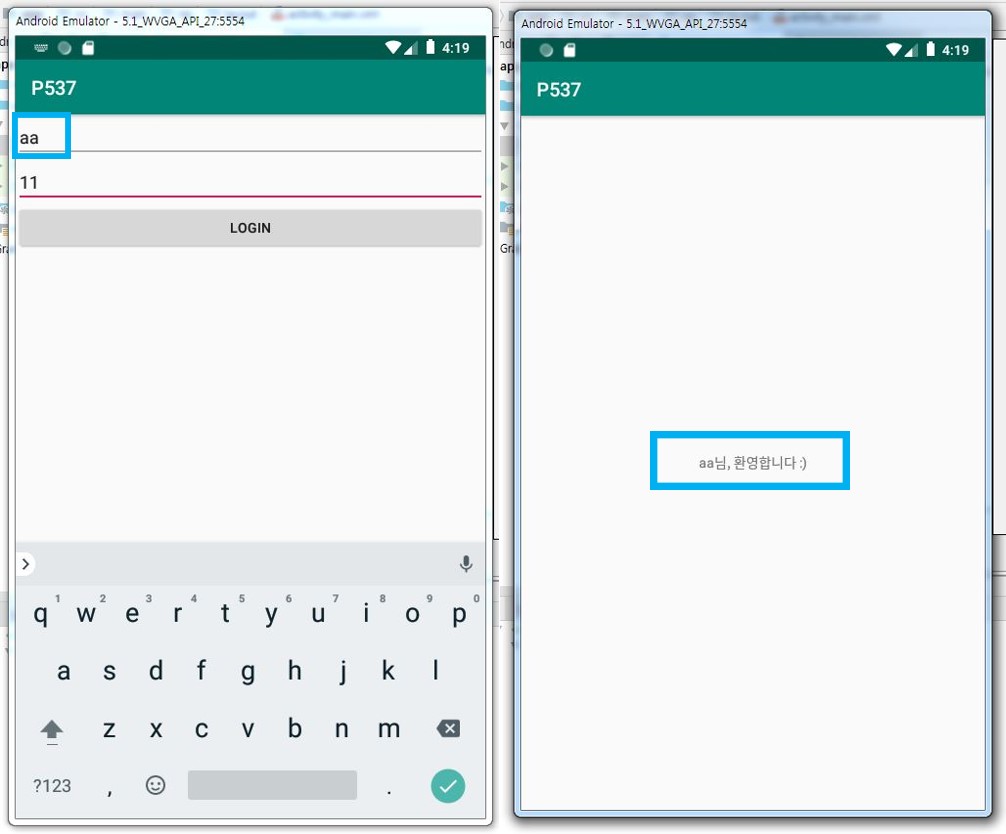 Android Emulator - 5.1_WVGA_API_27:5554
4:19
P537
aa
11
LOGIN
q 1 w 2 e 3 r 4 t 5 y 6 u 7 i 8 o 9 p 0
a s d f g h j k l
z x c v b n m
?123 , .
Android Emulator - 5.1_WVGA_API_27:5554
4:19
P537
aa님, 환영합니다 :)